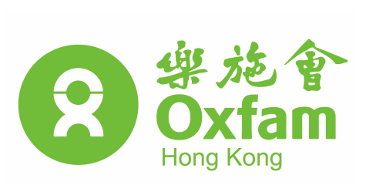 樂施會
Oxfam
Hong Kong